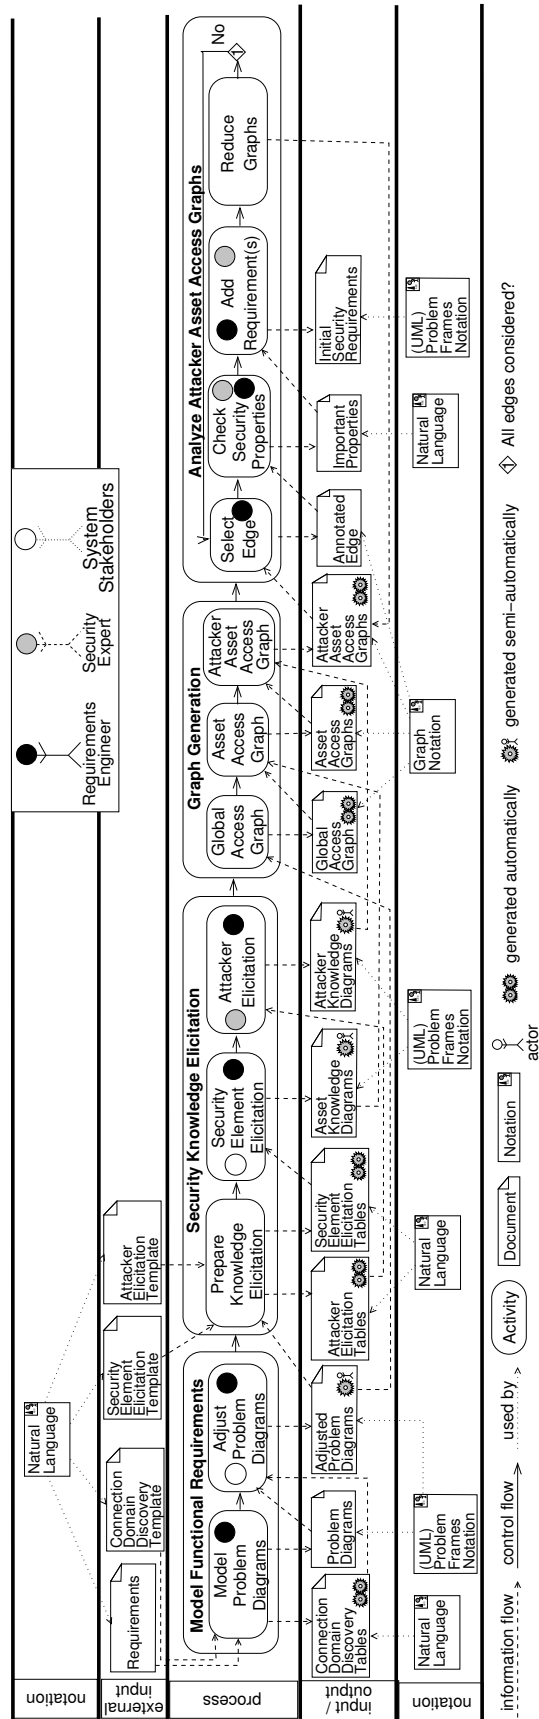 notation
external
input
process
input /
output
notation
Requirements
Engineer
Security
Expert
System
Stakeholders
Natural
Language
Requirements
Connection
Domain
Discovery
Template
Security
Element
Elicitation
Template
Attacker
Elicitation
Template
Model Functional Requirements
Model
Problem
Diagrams
Adjust
Problem
Diagrams
Security Knowledge Elicitation
Prepare
Knowledge
Elicitation
Security
Element
Elicitation
Attacker
Elicitation
Graph Generation
Global
Access
Graph
Asset
Access
Graph
Attacker
Asset
Access
Graph
Analyze Attacker Asset Access Graphs
Select
Edge
Check
Security
Properties
Add
Requirement(s)
Reduce
Graphs
1
No
Connection
Domain
Discovery
Tables
Problem
Diagrams
Adjusted
Problem
Diagrams
Attacker
Elicitation
Tables
Security
Element
Elicitation
Tables
Asset
Knowledge
Diagrams
Attacker
Knowledge
Diagrams
Global
Access
Graph
Asset
Access
Graphs
Attacker
Asset
Access
Graphs
Annotated
Edge
Important
Properties
Initial
Security
Requirements
Natural
Language
(UML)
Problem
Frames
Notation
Natural
Language
(UML)
Problem
Frames
Notation
Graph
Notation
Natural
Language
(UML)
Problem
Frames
Notation
information flow
control flow
used by
Activity
Document
Notation
actor
generated automatically
generated semi−automatically
1 All edges considered?